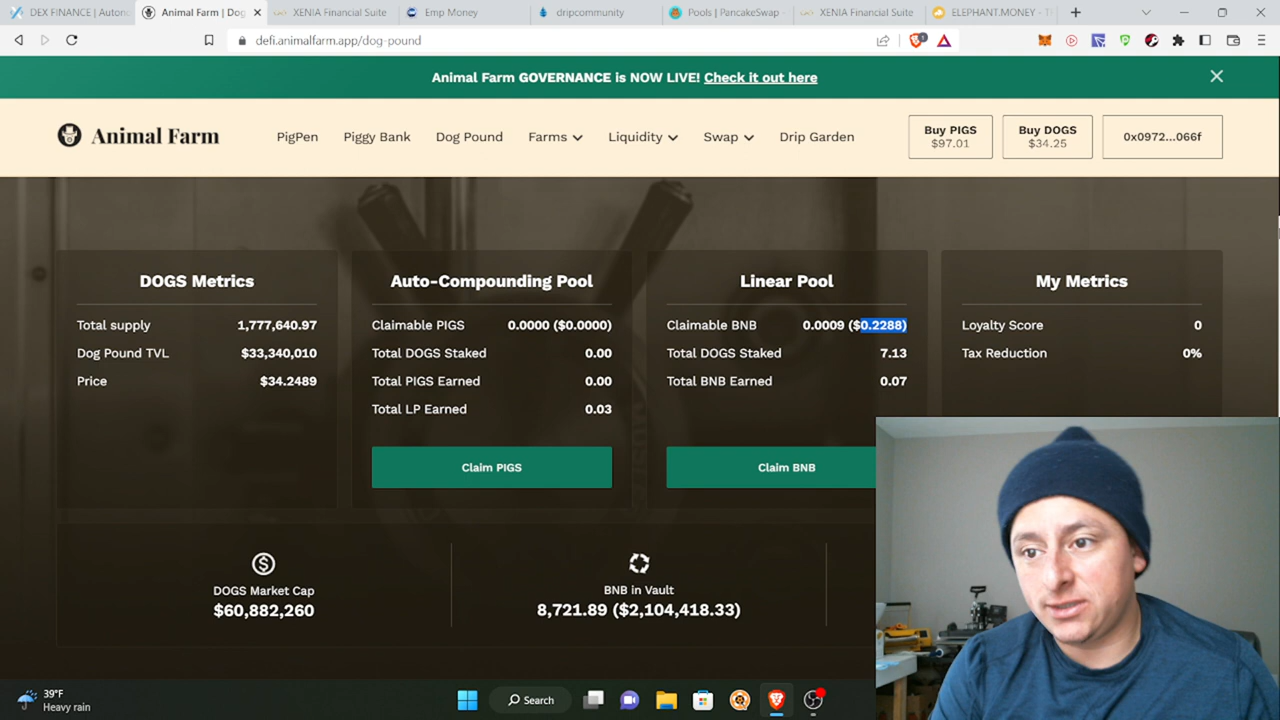 DEX FINANCE | Autono
Animal Farm | Dog
XENIA Financial Suite
Emp Money
dripcommunity
Pools | PancakeSwap -
XENIA Financial Suite
ELEPHANT.MONEY - T
defi.animalfarm.app/dog-pound
Animal Farm GOVERNANCE is NOW LIVE! Check it out here
Animal Farm
PigPen
Piggy Bank
Dog Pound
Farms
Liquidity
Swap
Drip Garden
Buy PIGS
$97.01
Buy DOGS
$34.25
0x0972...066f
DOGS Metrics
Total supply 1,777,640.97
Dog Pound TVL $33,340,010
Price $34.2489
Auto-Compounding Pool
Claimable PIGS 0.0000 ($0.0000)
Total DOGS Staked 0.00
Total PIGS Earned 0.00
Total LP Earned 0.03
Claim PIGS
Linear Pool
Claimable BNB 0.0009 ($0.2288)
Total DOGS Staked 7.13
Total BNB Earned 0.07
Claim BNB
My Metrics
Loyalty Score 0
Tax Reduction 0%
DOGS Market Cap
$60,882,260
BNB in Vault
8,721.89 ($2,104,418.33)
39°F
Heavy rain
Search